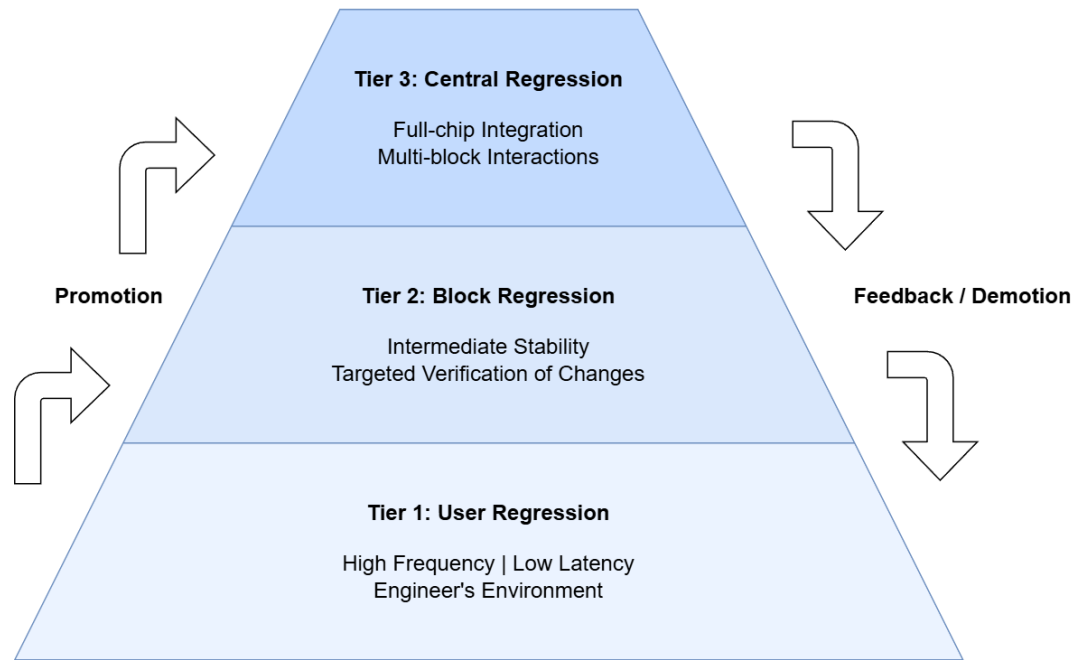 Tier 3: Central Regression
Full-chip Integration
Multi-block Interactions
Promotion
Tier 2: Block Regression
Intermediate Stability
Targeted Verification of Changes
Feedback / Demotion
Tier 1: User Regression
High Frequency | Low Latency
Engineer's Environment